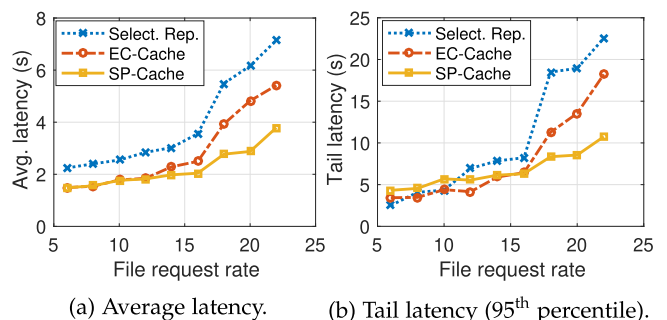 Avg. latency (s)
8
6
4
2
0
Select. Rep.
EC-Cache
SP-Cache
5 10 15 20 25
File request rate
(a) Average latency.
Tail latency (s)
25
20
15
10
5
0
Select. Rep.
EC-Cache
SP-Cache
5 10 15 20 25
File request rate
(b) Tail latency (95th percentile).